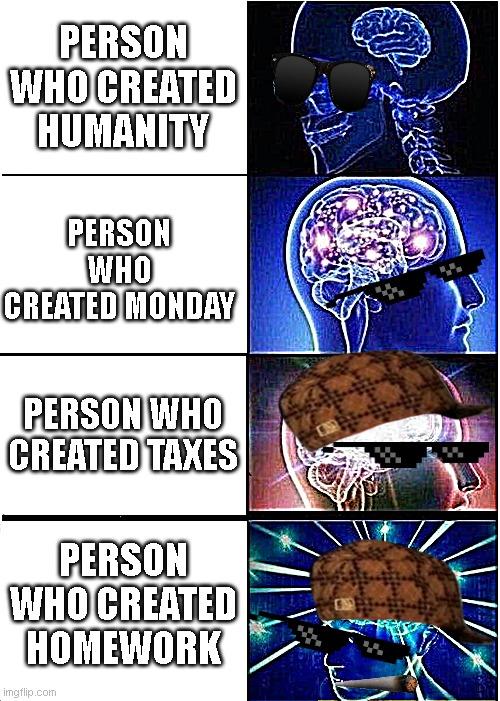 PERSON
WHO CREATED
HUMANITY
PERSON
WHO
CREATED MONDAY
PERSON WHO
CREATED TAXES
PERSON
WHO CREATED
HOMEWORK
imgflip.com